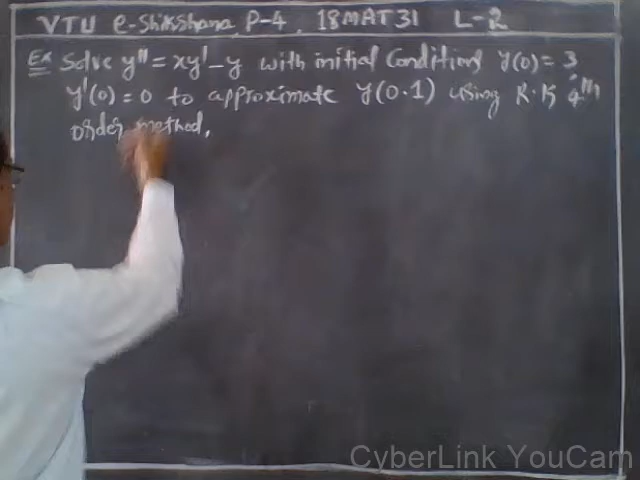 VTU e-Shikshana P-4, 18MAT31 L-2
Ex Solve y'' = xy' - y with initial Conditions y(0) = 3,
y'(0) = 0 to approximate y(0.1) using R.K 4th
order method.
CyberLink YouCam